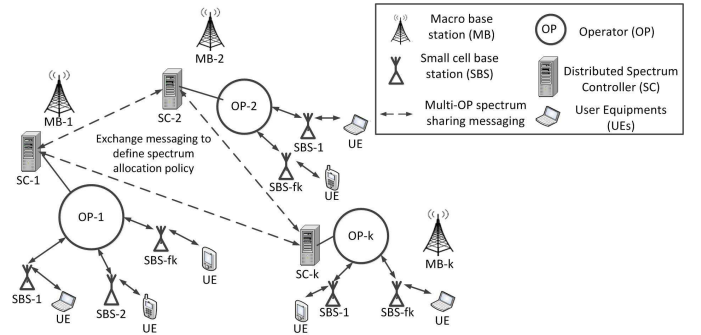 MB-2
MB-1
SC-2
OP-2
SBS-1
UE
SBS-fk
UE
Exchange messaging to
define spectrum
allocation policy
SC-1
OP-1
SBS-fk
UE
SBS-1
UE
SBS-2
UE
SC-k
OP-k
MB-k
UE
SBS-1
SBS-fk
UE
Macro base
station (MB)
OP
Operator (OP)
Small cell base
station (SBS)
Distributed Spectrum
Controller (SC)
Multi-OP spectrum
sharing messaging
User Equipments
(UEs)